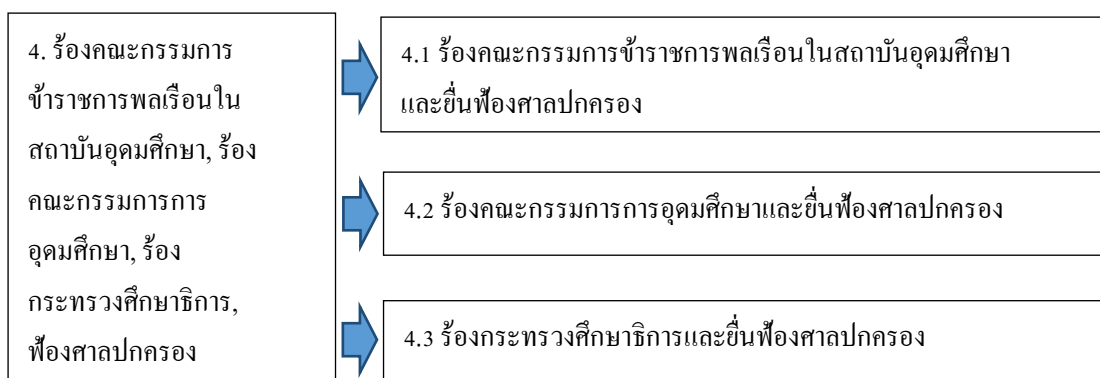 4. ร้องคณะกรรมการ
ข้าราชการพลเรือนใน
สถาบันอุดมศึกษา, ร้อง
คณะกรรมการการ
อุดมศึกษา, ร้อง
กระทรวงศึกษาธิการ,
ฟ้องศาลปกครอง
4.1 ร้องคณะกรรมการข้าราชการพลเรือนในสถาบันอุดมศึกษา
และยื่นฟ้องศาลปกครอง
4.2 ร้องคณะกรรมการการอุดมศึกษาและยื่นฟ้องศาลปกครอง
4.3 ร้องกระทรวงศึกษาธิการและยื่นฟ้องศาลปกครอง